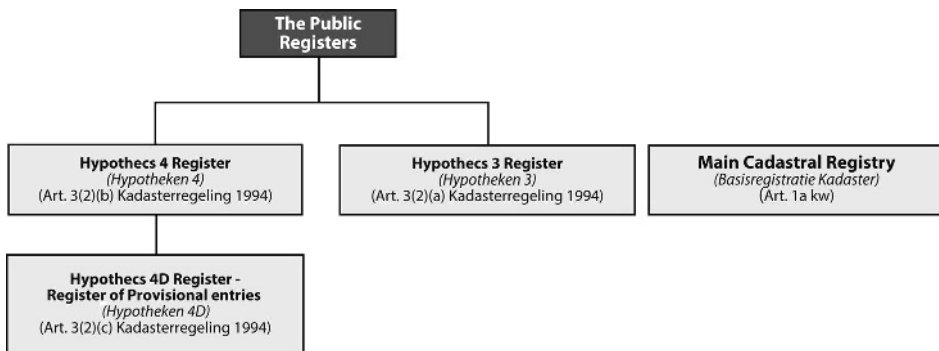 The Public
Registers
Hypothecs 4 Register
(Hypotheken 4)
(Art. 3(2)(b) Kadasterregeling 1994)
Hypothecs 3 Register
(Hypotheken 3)
(Art. 3(2)(a) Kadasterregeling 1994)
Main Cadastral Registry
(Basisregistratie Kadaster)
(Art. 1a kw)
Hypothecs 4D Register -
Register of Provisional entries
(Hypotheken 4D)
(Art. 3(2)(c) Kadasterregeling 1994)